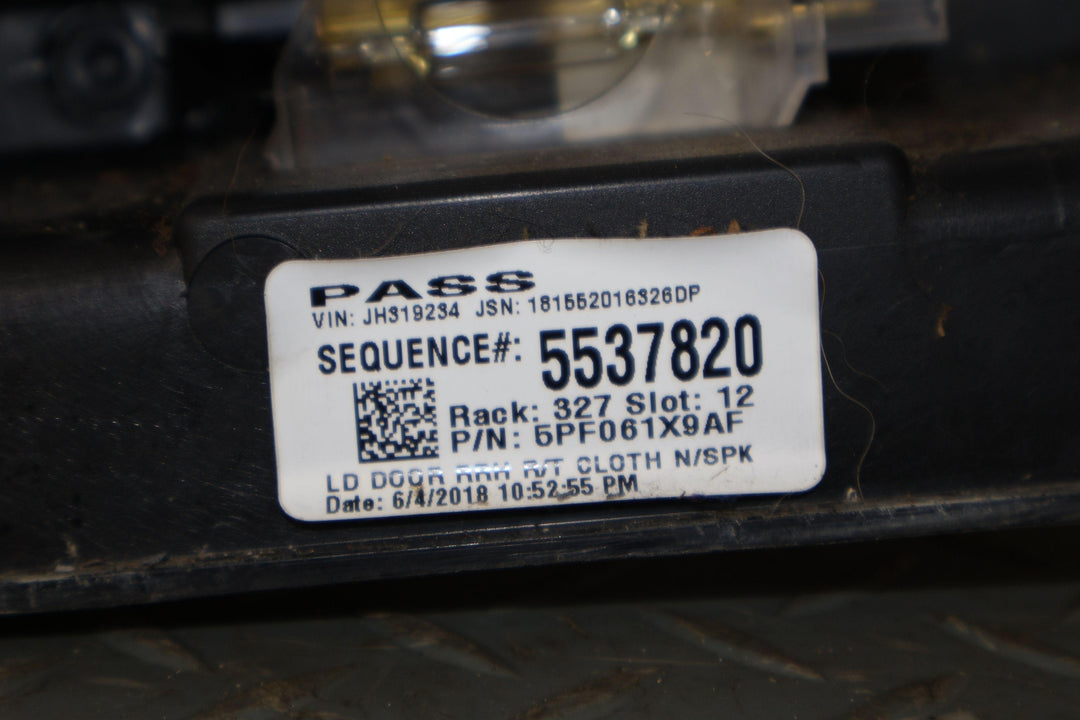 PASS
VIN: JH319234 JSN: 181552016326DP
SEQUENCE#: 5537820
Rack: 327 Slot: 12
P/N: 5PF061X9AF
LD DOOR RRH R/T CLOTH N/SPK
Date: 6/4/2018 10:52:55 PM